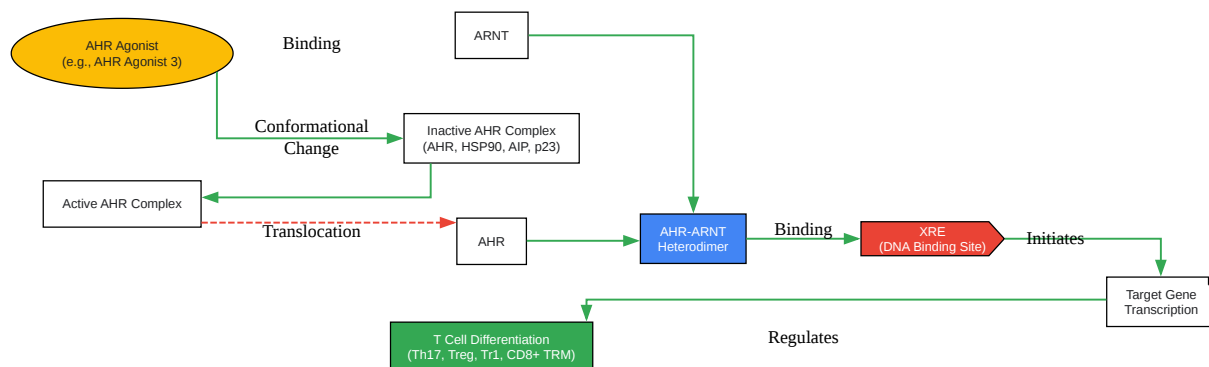 AHR Agonist
(e.g., AHR Agonist 3)
Binding
ARNT
Conformational
Change
Inactive AHR Complex
(AHR, HSP90, AIP, p23)
Active AHR Complex
Translocation
AHR
AHR-ARNT
Heterodimer
Binding
XRE
(DNA Binding Site)
Initiates
Target Gene
Transcription
T Cell Differentiation
(Th17, Treg, Tr1, CD8+ TRM)
Regulates